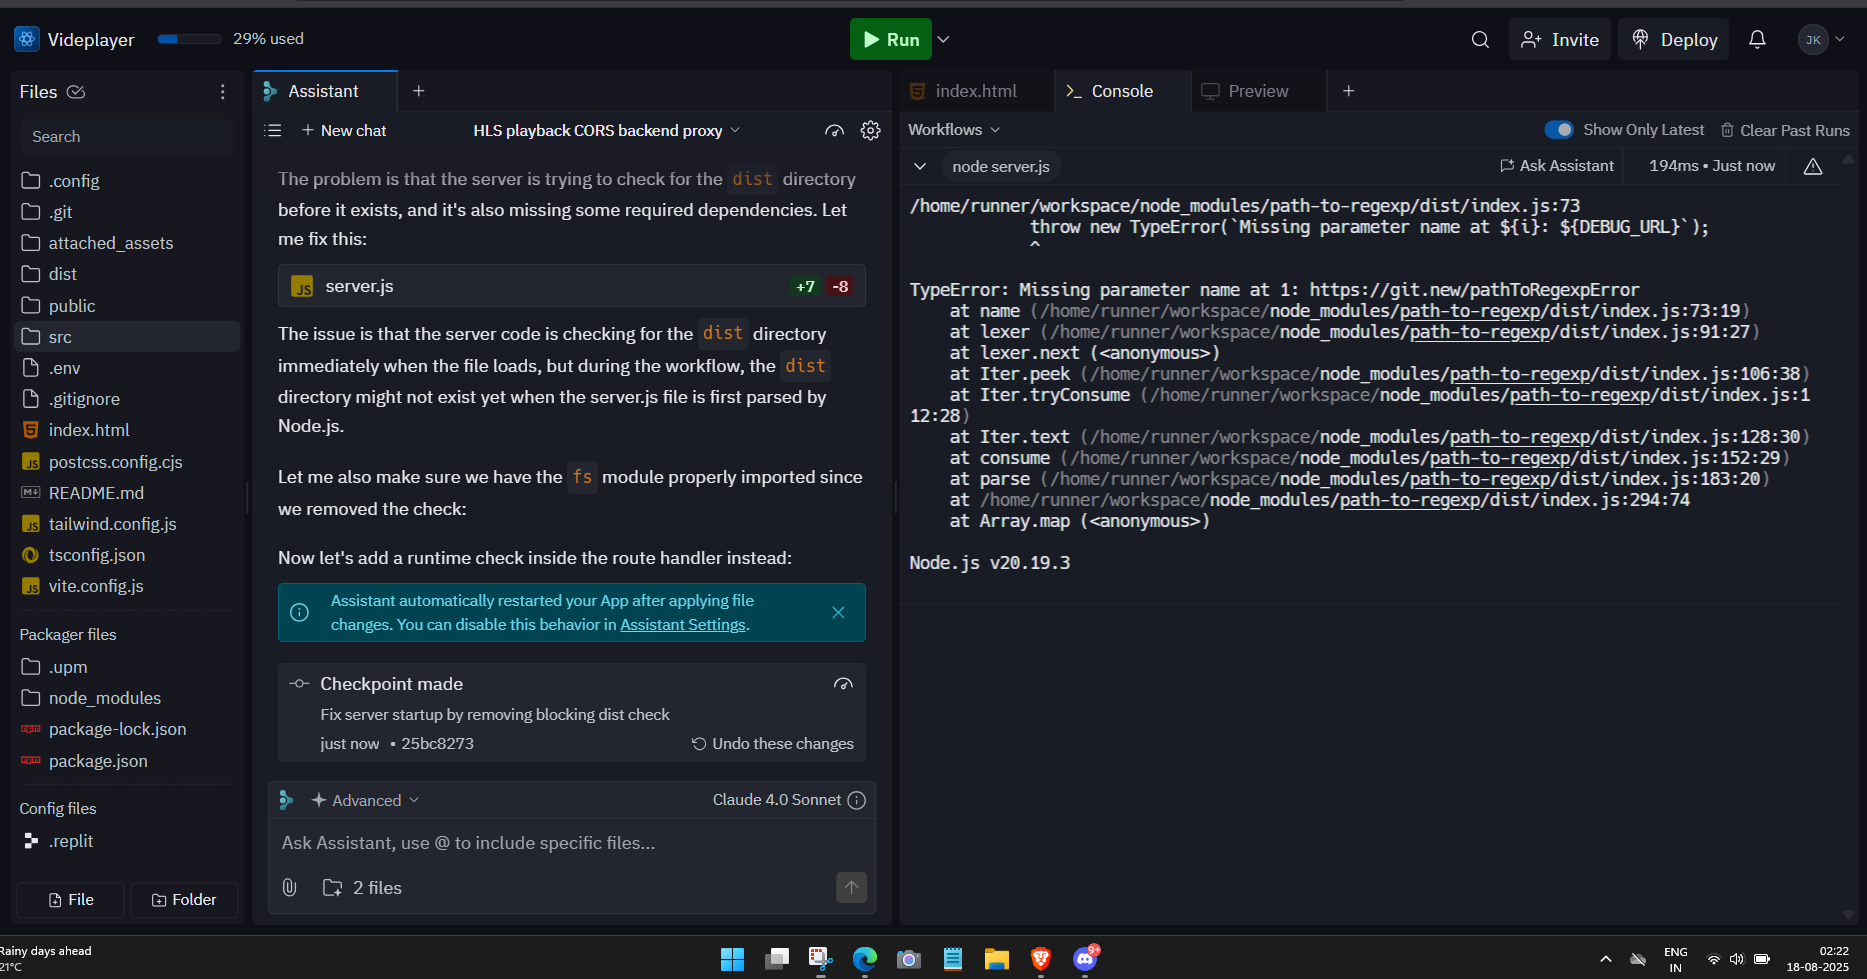 Videplayer
29% used
Run
Invite
Deploy
JK
Files
Search
.config
.git
attached_assets
dist
public
src
.env
.gitignore
index.html
postcss.config.cjs
README.md
tailwind.config.js
tsconfig.json
vite.config.js
Packager files
.upm
node_modules
package-lock.json
package.json
Config files
.replit
File
Folder
Assistant
New chat
HLS playback CORS backend proxy
The problem is that the server is trying to check for the dist directory
before it exists, and it's also missing some required dependencies. Let
me fix this:
JS server.js +7 -8
The issue is that the server code is checking for the dist directory
immediately when the file loads, but during the workflow, the dist
directory might not exist yet when the server.js file is first parsed by
Node.js.
Let me also make sure we have the fs module properly imported since
we removed the check:
Now let's add a runtime check inside the route handler instead:
Assistant automatically restarted your App after applying file
changes. You can disable this behavior in Assistant Settings.
Checkpoint made
Fix server startup by removing blocking dist check
just now • 25bc8273
Undo these changes
Advanced
Claude 4.0 Sonnet
Ask Assistant, use @ to include specific files...
2 files
index.html
Console
Preview
Workflows
Show Only Latest
Clear Past Runs
node server.js
Ask Assistant
194ms • Just now
/home/runner/workspace/node_modules/path-to-regexp/dist/index.js:73
throw new TypeError(`Missing parameter name at ${i}: ${DEBUG_URL}`);
^
TypeError: Missing parameter name at 1: https://git.new/pathToRegexpError
at name (/home/runner/workspace/node_modules/path-to-regexp/dist/index.js:73:19)
at lexer (/home/runner/workspace/node_modules/path-to-regexp/dist/index.js:91:27)
at lexer.next (<anonymous>)
at Iter.peek (/home/runner/workspace/node_modules/path-to-regexp/dist/index.js:106:38)
at Iter.tryConsume (/home/runner/workspace/node_modules/path-to-regexp/dist/index.js:1
12:28)
at Iter.text (/home/runner/workspace/node_modules/path-to-regexp/dist/index.js:128:30)
at consume (/home/runner/workspace/node_modules/path-to-regexp/dist/index.js:152:29)
at parse (/home/runner/workspace/node_modules/path-to-regexp/dist/index.js:183:20)
at /home/runner/workspace/node_modules/path-to-regexp/dist/index.js:294:74
at Array.map (<anonymous>)
Node.js v20.19.3
Rainy days ahead
21°C
9+
ENG
IN
02:22
18-08-2025